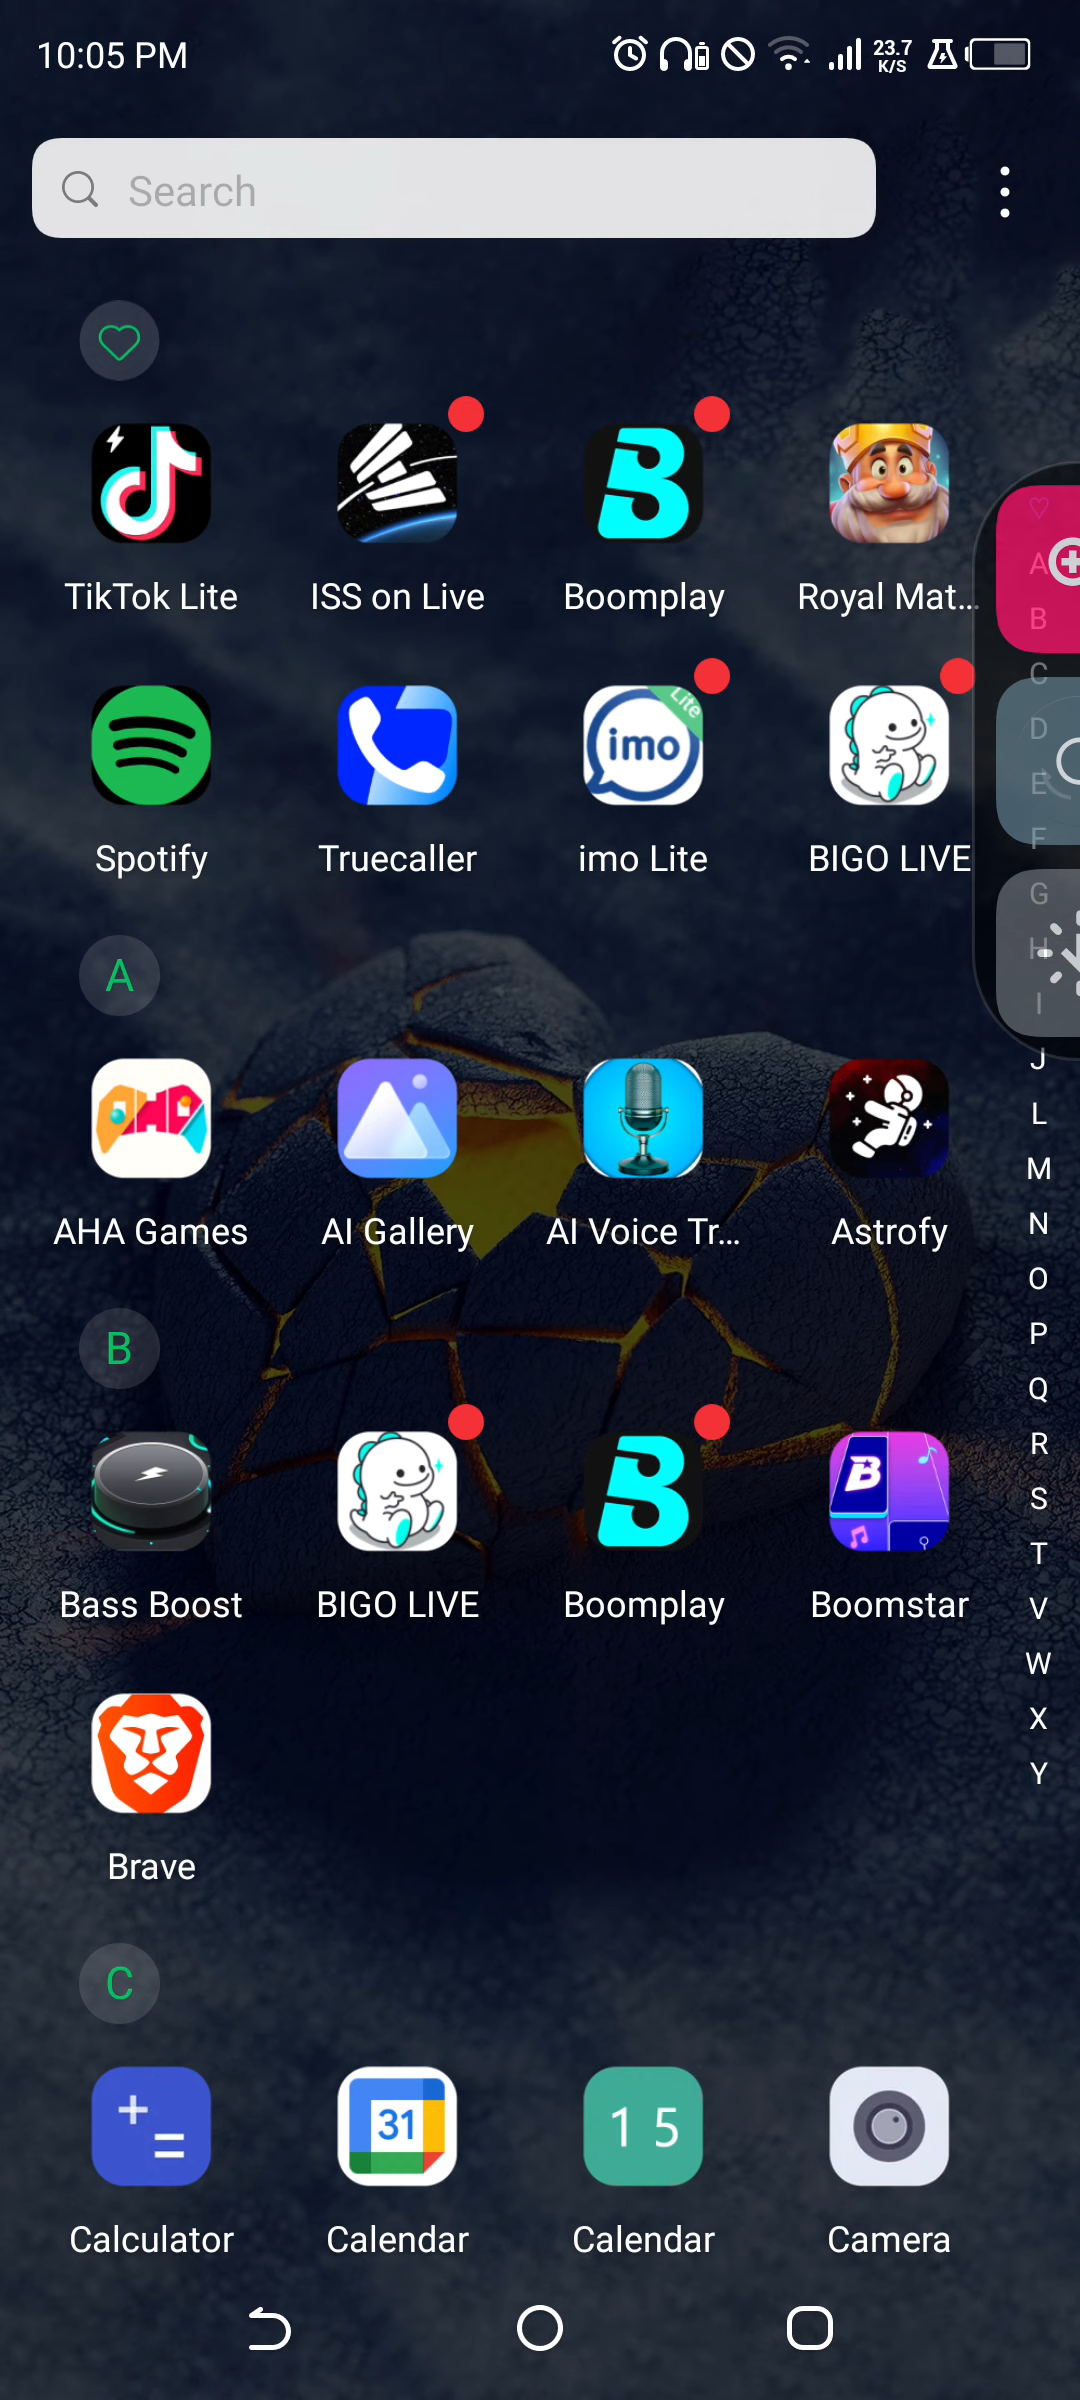 10:05 PM 23.7 K/S
Search
TikTok Lite ISS on Live Boomplay Royal Mat...
Lite
imo
Spotify Truecaller imo Lite BIGO LIVE
A
AHA Games AI Gallery AI Voice Tr... Astrofy
B
B
Bass Boost BIGO LIVE Boomplay Boomstar
Brave
C
31 1 5
Calculator Calendar Calendar Camera
A
B
C
D
E
F
G
H
I
J
L
M
N
O
P
Q
R
S
T
V
W
X
Y